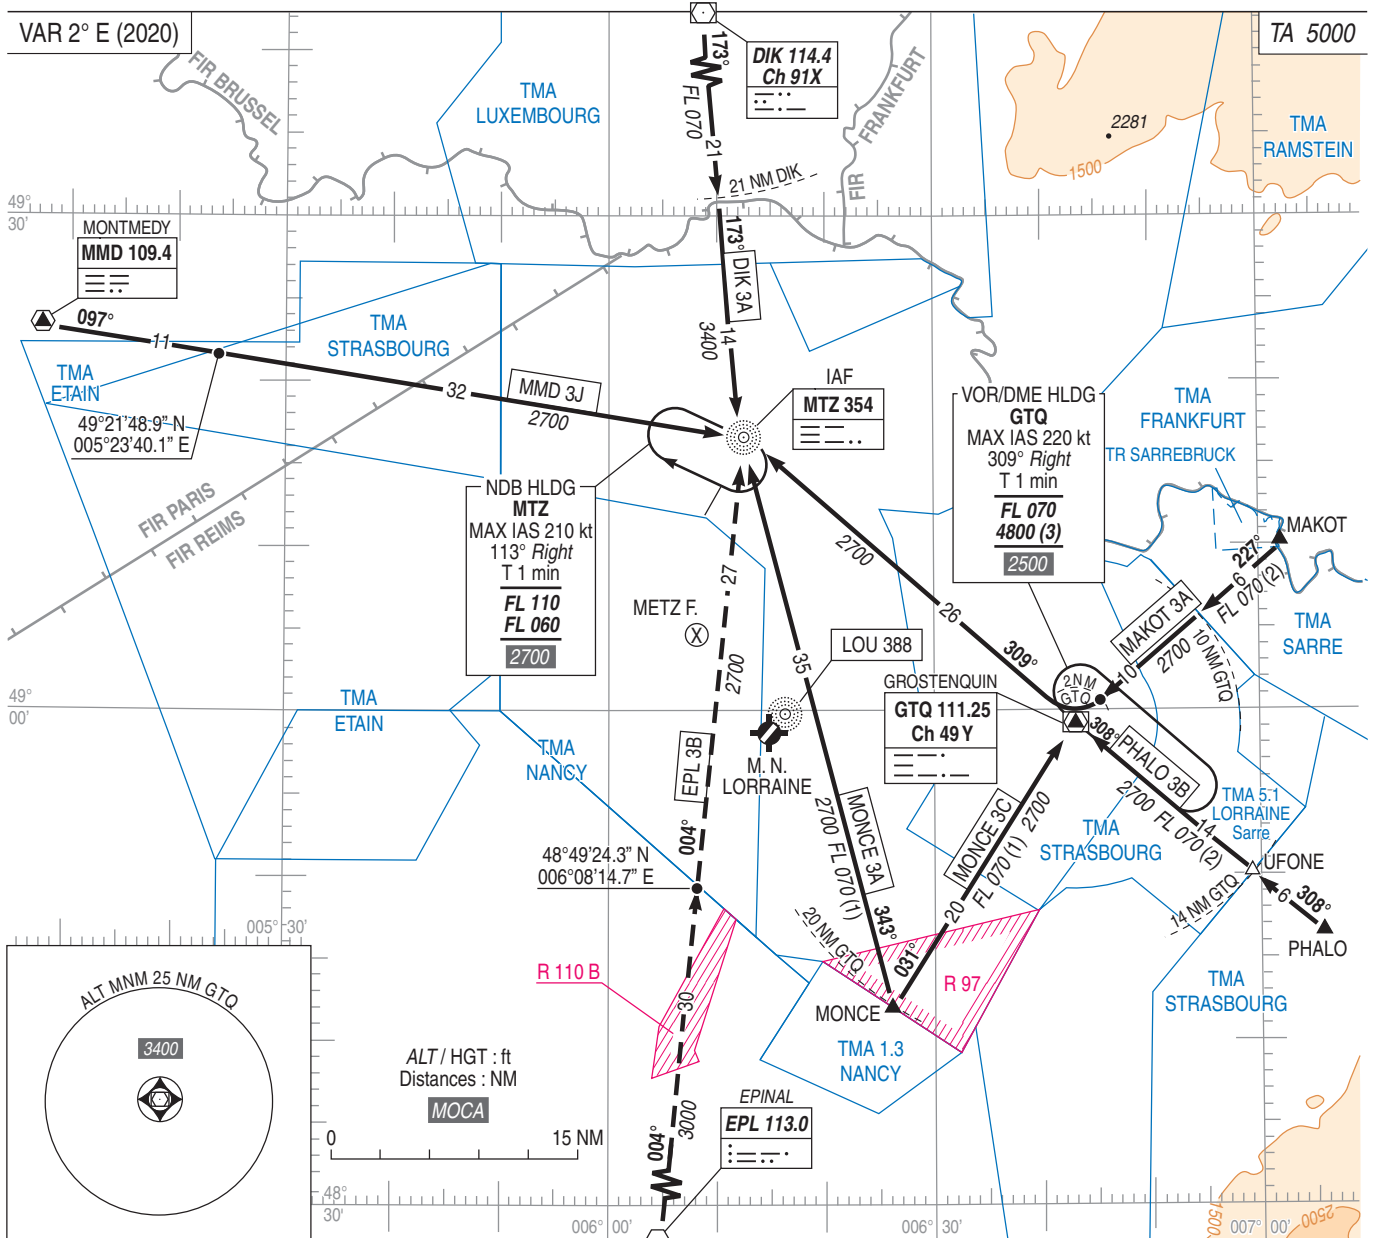 VAR 2° E (2020)
TA 5000
FIR BRUSSEL
TMA
LUXEMBOURG
173°
FL 070
21
DIK 114.4
Ch 91X
21 NM DIK
FIR
FRANKFURT
2281
1500
TMA
RAMSTEIN
49°
30'
MONTMEDY
MMD 109.4
097°
11
TMA
STRASBOURG
TMA
ETAIN
49°21'48.9" N
005°23'40.1" E
32
MMD 3J
2700
173°
DIK 3A
14
3400
IAF
MTZ 354
FIR PARIS
FIR REIMS
NDB HLDG
MTZ
MAX IAS 210 kt
113° Right
T 1 min
FL 110
FL 060
2700
VOR/DME HLDG
GTQ
MAX IAS 220 kt
309° Right
T 1 min
FL 070
4800 (3)
2500
TMA
FRANKFURT
TR SARREBRUCK
MAKOT
227°
6
FL 070 (2)
MAKOT 3A
2700
10
10 NM GTQ
TMA
SARRE
2700
26
309°
27
2700
METZ F.
X
35
LOU 388
GROSTENQUIN
GTQ 111.25
Ch 49Y
2 NM
GTQ
49°
00'
TMA
ETAIN
TMA
NANCY
EPL 3B
004°
M. N.
LORRAINE
308°
PHALO 3B
2700 FL 070 (2)
14
TMA 5.1
LORRAINE
Sarre
UFONE
14 NM GTQ
6
308°
PHALO
48°49'24.3" N
006°08'14.7" E
MONCE 3A
2700 FL 070 (1)
343°
MONCE 3C
FL 070 (1) 2700
20
031°
TMA
STRASBOURG
20 NM GTQ
005° 30'
R 110 B
R 97
MONCE
TMA
STRASBOURG
TMA 1.3
NANCY
ALT MNM 25 NM GTQ
3400
ALT / HGT : ft
Distances : NM
MOCA
0
15 NM
30
3000
004°
EPINAL
EPL 113.0
48°
30'
006° 00'
006° 30'
007° 00'
1500
2500